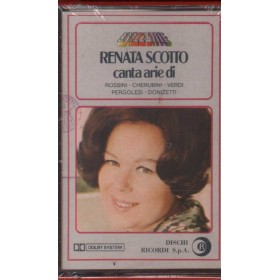 RENATA SCOTTO
canta arie di
ROSSINI - CHERUBINI - VERDI
PERGOLESI - DONIZETTI
DOLBY SYSTEM
DISCHI
RICORDI S.p.A.
R